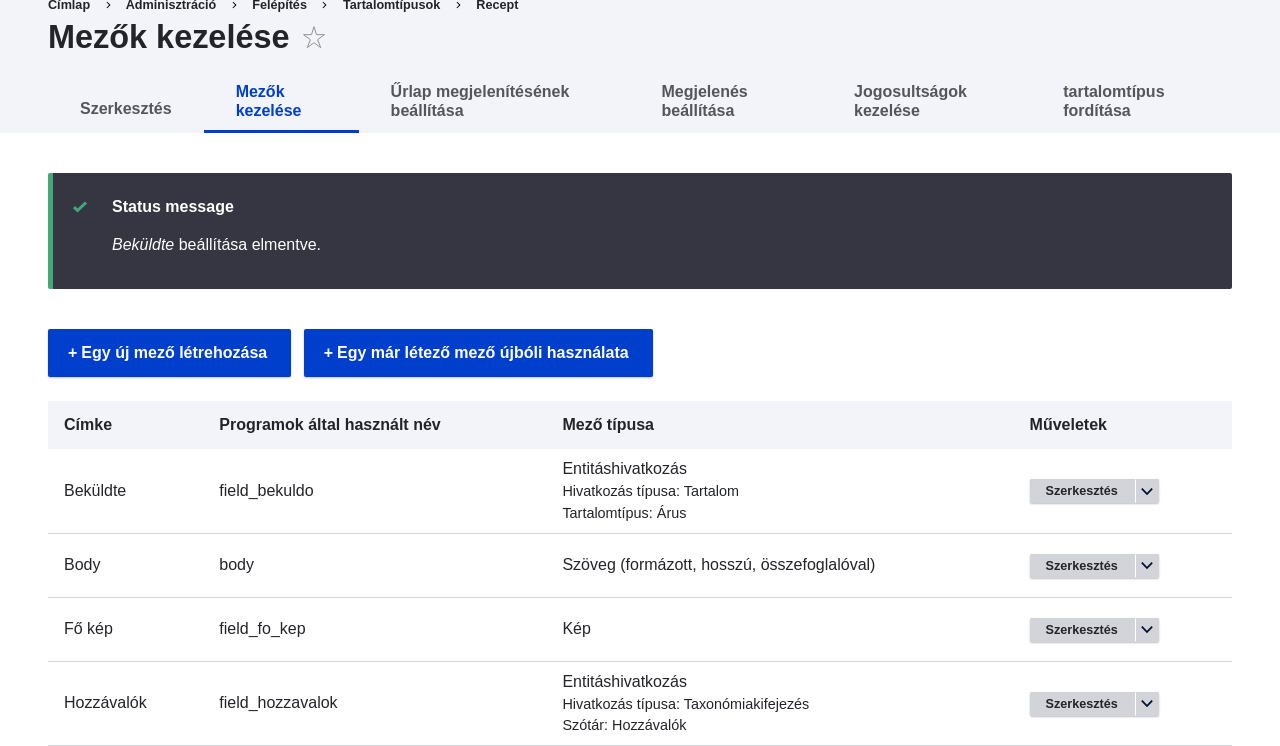 Címlap > Adminisztráció > Felépítés > Tartalomtípusok > Recept
Mezők kezelése ☆
Szerkesztés
Mezők
kezelése
Űrlap megjelenítésének
beállítása
Megjelenés
beállítása
Jogosultságok
kezelése
tartalomtípus
fordítása
Status message
Beküldte beállítása elmentve.
+ Egy új mező létrehozása
+ Egy már létező mező újbóli használata
Címke Programok által használt név Mező típusa Műveletek
Beküldte field_bekuldo Entitáshivatkozás
Hivatkozás típusa: Tartalom
Tartalomtípus: Árus
Szerkesztés
Body body Szöveg (formázott, hosszú, összefoglalóval) Szerkesztés
Fő kép field_fo_kep Kép Szerkesztés
Hozzávalók field_hozzavalok Entitáshivatkozás
Hivatkozás típusa: Taxonómiakifejezés
Szótár: Hozzávalók
Szerkesztés